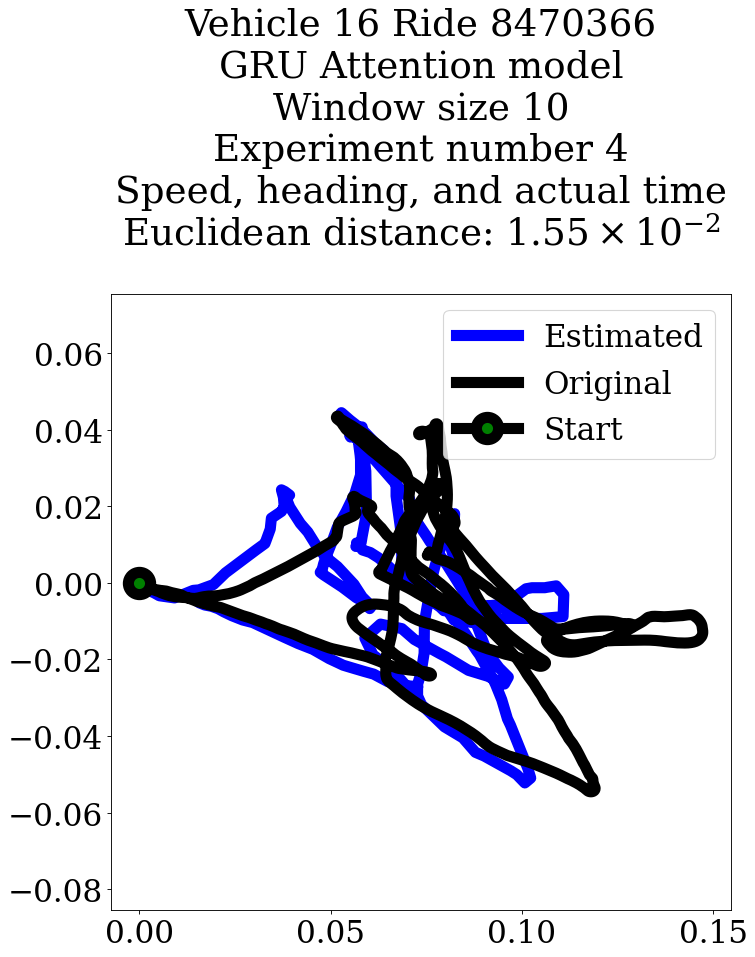 Vehicle 16 Ride 8470366
GRU Attention model
Window size 10
Experiment number 4
Speed, heading, and actual time
Euclidean distance: 1.55 × 10⁻²
Estimated
Original
Start
0.06
0.04
0.02
0.00
−0.02
−0.04
−0.06
−0.08
0.00 0.05 0.10 0.15